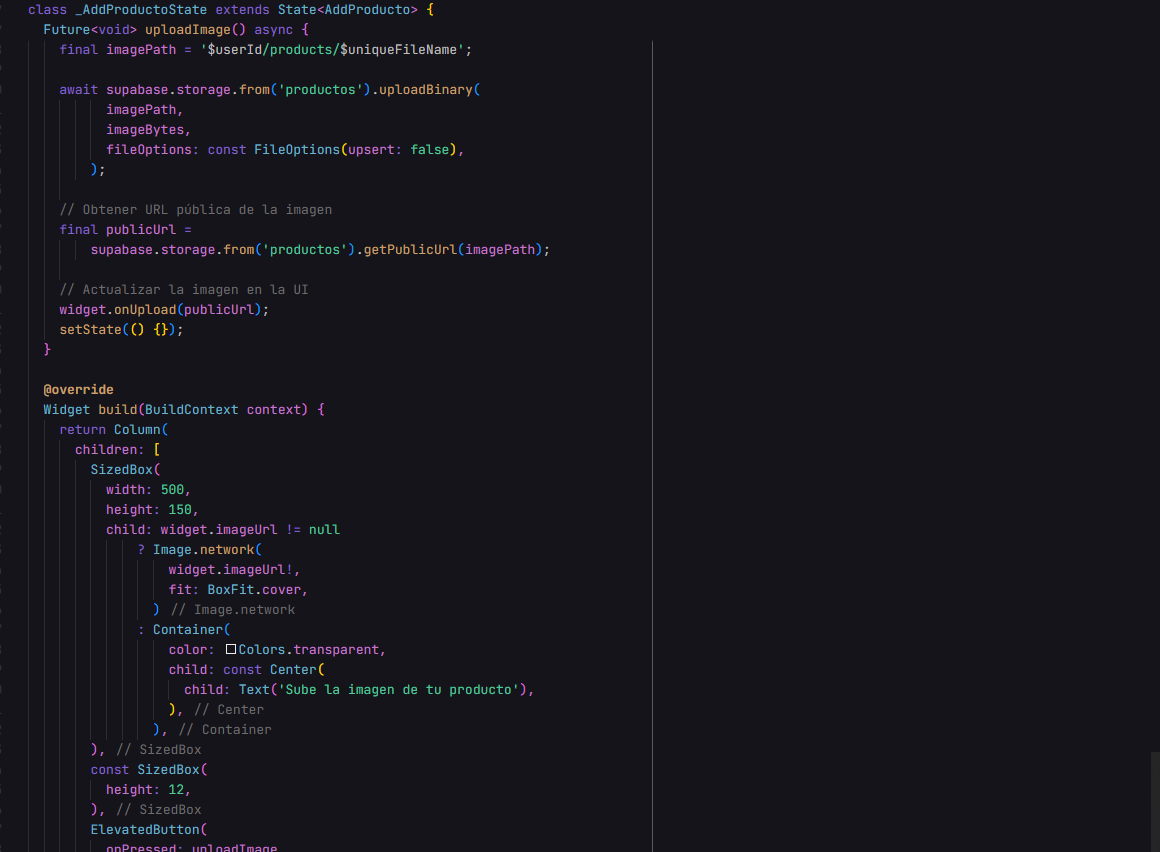 class _AddProductoState extends State<AddProducto> {
Future<void> uploadImage() async {
final imagePath = '$userId/products/$uniqueFileName';
await supabase.storage.from('productos').uploadBinary(
imagePath,
imageBytes,
fileOptions: const FileOptions(upsert: false),
);
// Obtener URL pública de la imagen
final publicUrl =
supabase.storage.from('productos').getPublicUrl(imagePath);
// Actualizar la imagen en la UI
widget.onUpload(publicUrl);
setState(() {});
}
@override
Widget build(BuildContext context) {
return Column(
children: [
SizedBox(
width: 500,
height: 150,
child: widget.imageUrl != null
? Image.network(
widget.imageUrl!,
fit: BoxFit.cover,
) // Image.network
: Container(
color: Colors.transparent,
child: const Center(
child: Text('Sube la imagen de tu producto'),
), // Center
), // Container
), // SizedBox
const SizedBox(
height: 12,
), // SizedBox
ElevatedButton(
onPressed: uploadImage